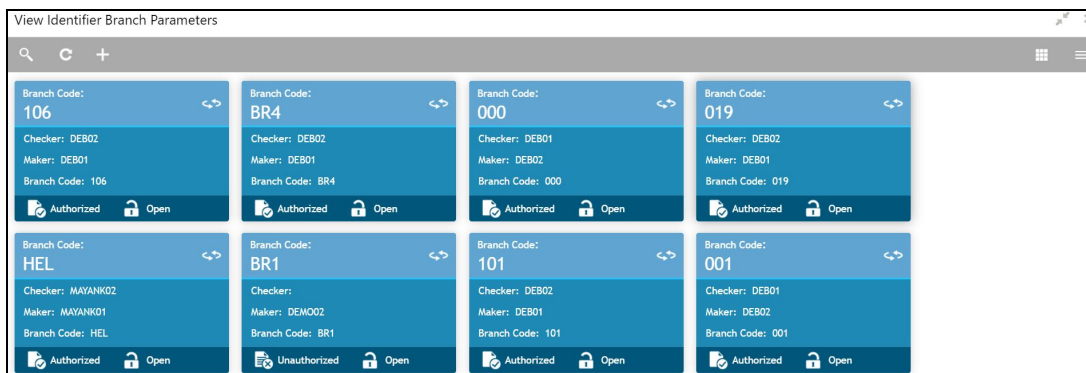 View Identifier Branch Parameters
Branch Code:
106
Checker: DEB02
Maker: DEB01
Branch Code: 106
Authorized Open
Branch Code:
BR4
Checker: DEB02
Maker: DEB01
Branch Code: BR4
Authorized Open
Branch Code:
000
Checker: DEB01
Maker: DEB02
Branch Code: 000
Authorized Open
Branch Code:
019
Checker: DEB02
Maker: DEB01
Branch Code: 019
Authorized Open
Branch Code:
HEL
Checker: MAYANK02
Maker: MAYANK01
Branch Code: HEL
Authorized Open
Branch Code:
BR1
Checker:
Maker: DEMO02
Branch Code: BR1
Unauthorized Open
Branch Code:
101
Checker: DEB02
Maker: DEB01
Branch Code: 101
Authorized Open
Branch Code:
001
Checker: DEB01
Maker: DEB02
Branch Code: 001
Authorized Open